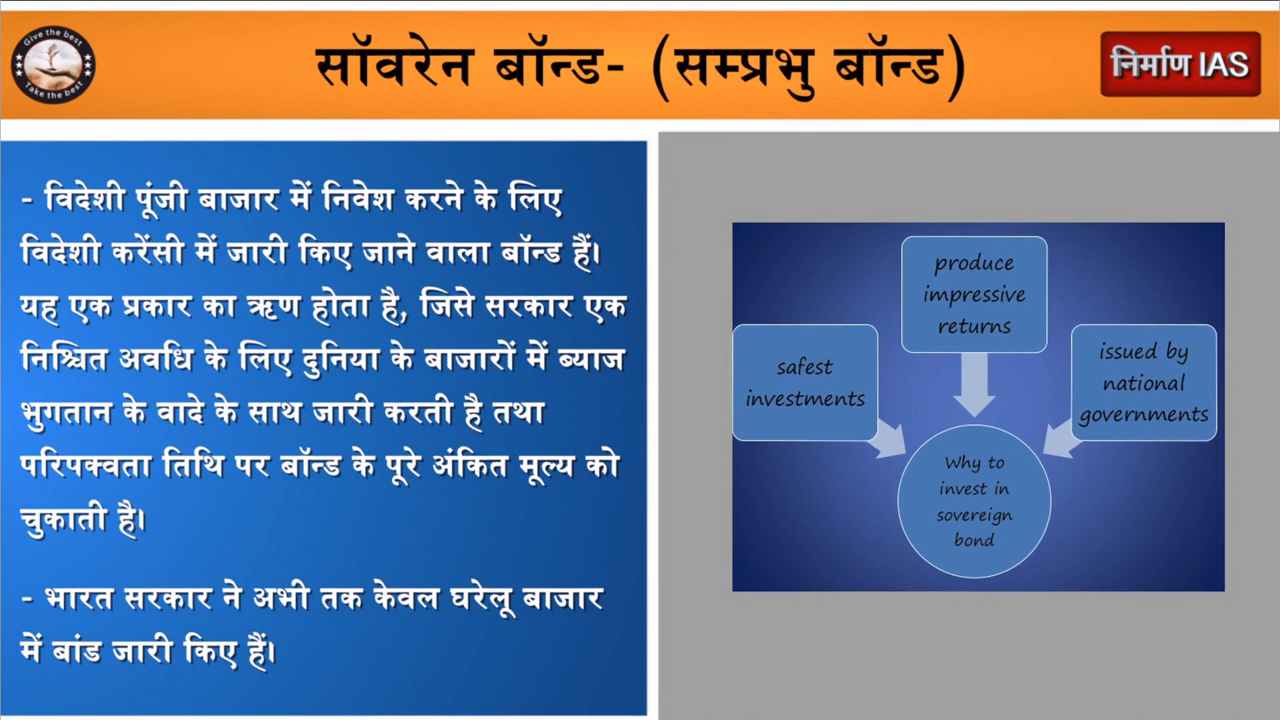 Give the best
Take the best
सॉवरेन बॉन्ड- (सम्प्रभु बॉन्ड)
निर्माण IAS
- विदेशी पूंजी बाजार में निवेश करने के लिए
विदेशी करेंसी में जारी किए जाने वाला बॉन्ड हैं।
यह एक प्रकार का ऋण होता है, जिसे सरकार एक
निश्चित अवधि के लिए दुनिया के बाजारों में ब्याज
भुगतान के वादे के साथ जारी करती है तथा
परिपक्वता तिथि पर बॉन्ड के पूरे अंकित मूल्य को
चुकाती है।
- भारत सरकार ने अभी तक केवल घरेलू बाजार
में बांड जारी किए हैं।
produce
impressive
returns
safest
investments
issued by
national
governments
Why to
invest in
sovereign
bond